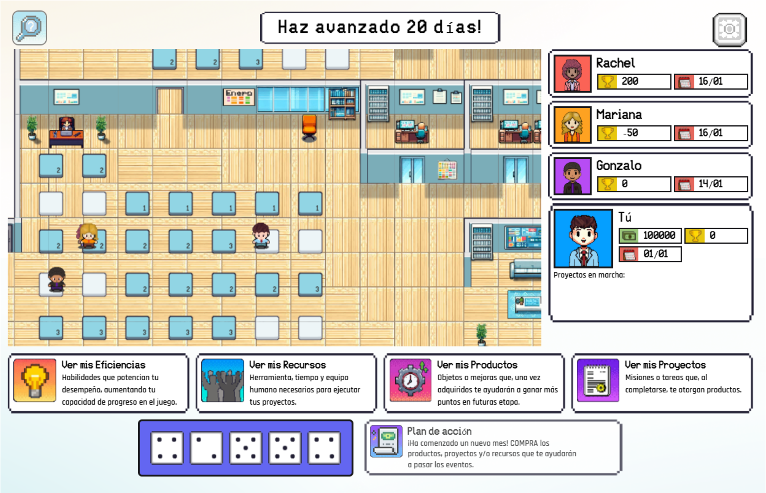 Haz avanzado 20 días!
2
2
3
Enero
Rachel
200
16/01
Mariana
-50
16/01
Gonzalo
0
14/01
Tú
100000
0
01/01
Proyectos en marcha:
2
2
1
1
1
1
1
2
2
2
2
3
2
2
2
3
3
3
3
3
3
3
Ver mis Eficiencias
Habilidades que potencian tu
desempeño, aumentando tu
capacidad de progreso en el juego.
Ver mis Recursos
Herramienta, tiempo y equipo
humano necesarios para ejecutar
tus proyectos.
Ver mis Productos
Objetos o mejoras que, una vez
adquiridos te ayudarán a ganar más
puntos en futuras etapa.
Ver mis Proyectos
Misiones o tareas que, al
completarse, te otorgan productos.
Plan de acción
¡Ha comenzado un nuevo mes! COMPRA los
productos, proyectos y/o recursos que te ayudarán
a pasar los eventos.